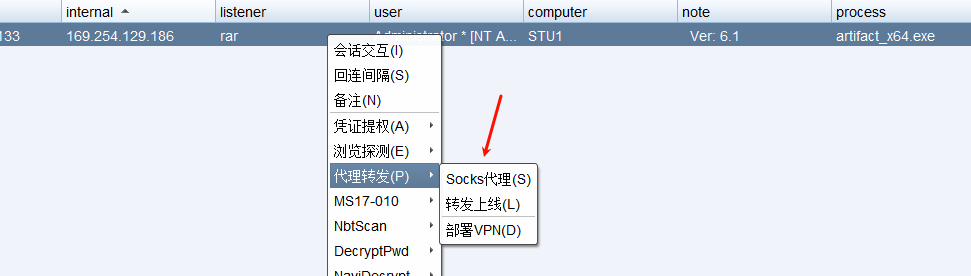 internal listener user computer note process
133 169.254.129.186 rar Administrator * [NT A... STU1 Ver: 6.1 artifact_x64.exe
会话交互(I)
回连间隔(S)
备注(N)
凭证提权(A)
浏览探测(E)
代理转发(P)
Socks代理(S)
MS17-010
转发上线(L)
NbtScan
部署VPN(D)
DecryptPwd
NaviDecrypt